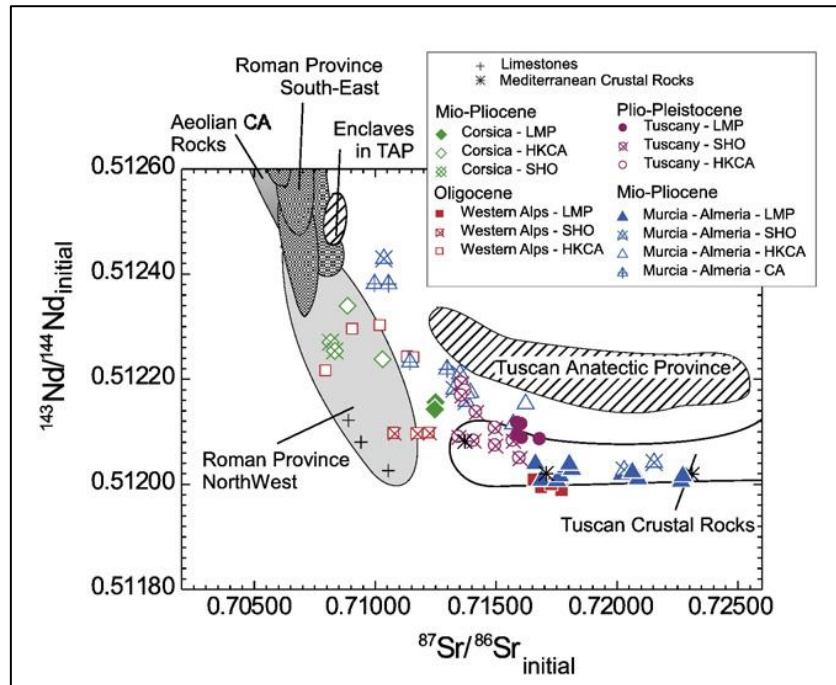 Roman Province
South-East
Aeolian CA
Rocks
Enclaves
in TAP
Limestones
Mediterranean Crustal Rocks
Mio-Pliocene
Corsica - LMP
Corsica - HKCA
Corsica - SHO
Oligocene
Western Alps - LMP
Western Alps - SHO
Western Alps - HKCA
Plio-Pleistocene
Tuscany - LMP
Tuscany - SHO
Tuscany - HKCA
Mio-Pliocene
Murcia - Almeria - LMP
Murcia - Almeria - SHO
Murcia - Almeria - HKCA
Murcia - Almeria - CA
0.51260
0.51240
0.51220
0.51200
0.51180
143Nd/144Nd initial
Tuscan Anatectic Province
Roman Province
NorthWest
Tuscan Crustal Rocks
0.70500 0.71000 0.71500 0.72000 0.72500
87Sr/86Sr initial